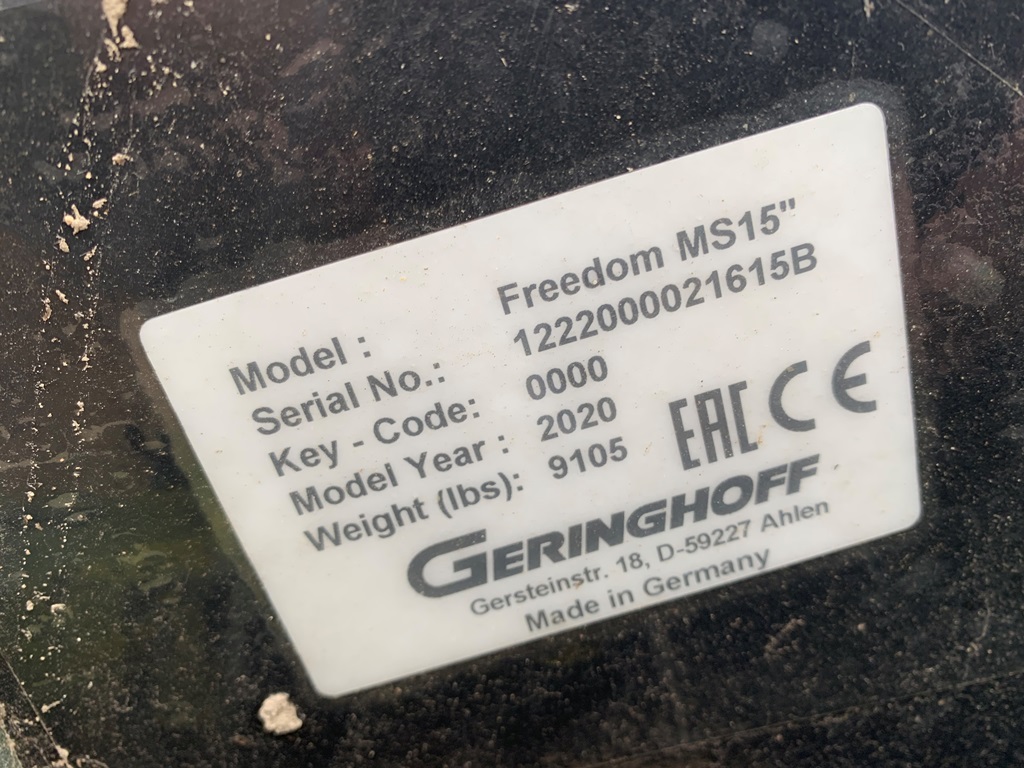 Model : Freedom MS15"
Serial No.: 1222000021615B
Key - Code: 0000
Model Year : 2020
Weight (lbs): 9105
EAC CE
GERINGHOFF
Gersteinstr. 18, D-59227 Ahlen
Made in Germany